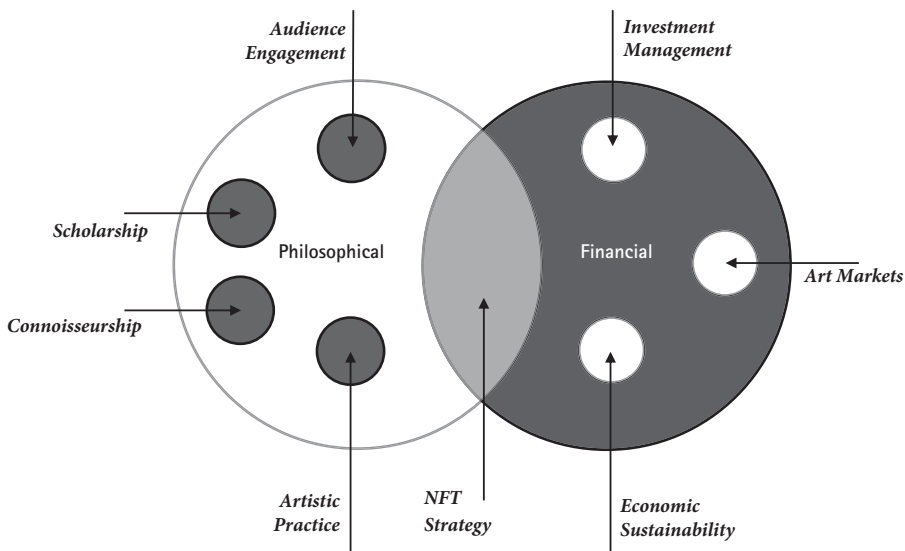 Audience
Engagement
Investment
Management
Scholarship
Philosophical
Financial
Art Markets
Connoisseurship
Artistic
Practice
NFT
Strategy
Economic
Sustainability